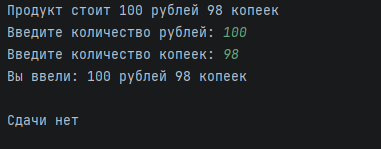 Продукт стоит 100 рублей 98 копеек
Введите количество рублей: 100
Введите количество копеек: 98
Вы ввели: 100 рублей 98 копеек
Сдачи нет